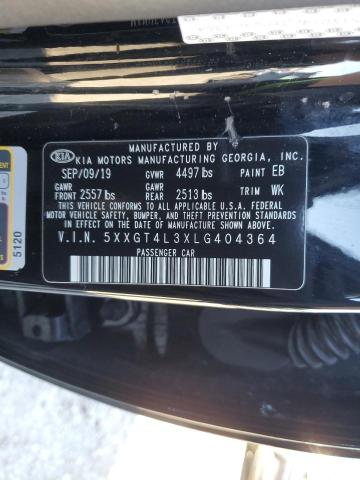 MANUFACTURED BY
KIA KIA MOTORS MANUFACTURING GEORGIA, INC.
SEP/09/19 GVWR 4497 lbs PAINT EB
GAWR FRONT 2557 lbs GAWR REAR 2513 lbs TRIM WK
THIS VEHICLE CONFORMS TO ALL APPLICABLE U.S.A. FEDERAL
MOTOR VEHICLE SAFETY, BUMPER, AND THEFT PREVENTION
STANDARDS IN EFFECT ON THE DATE OF MANUFACTURE SHOWN ABOVE.
V.I.N. 5XXGT4L3XLG404364
PASSENGER CAR
5120